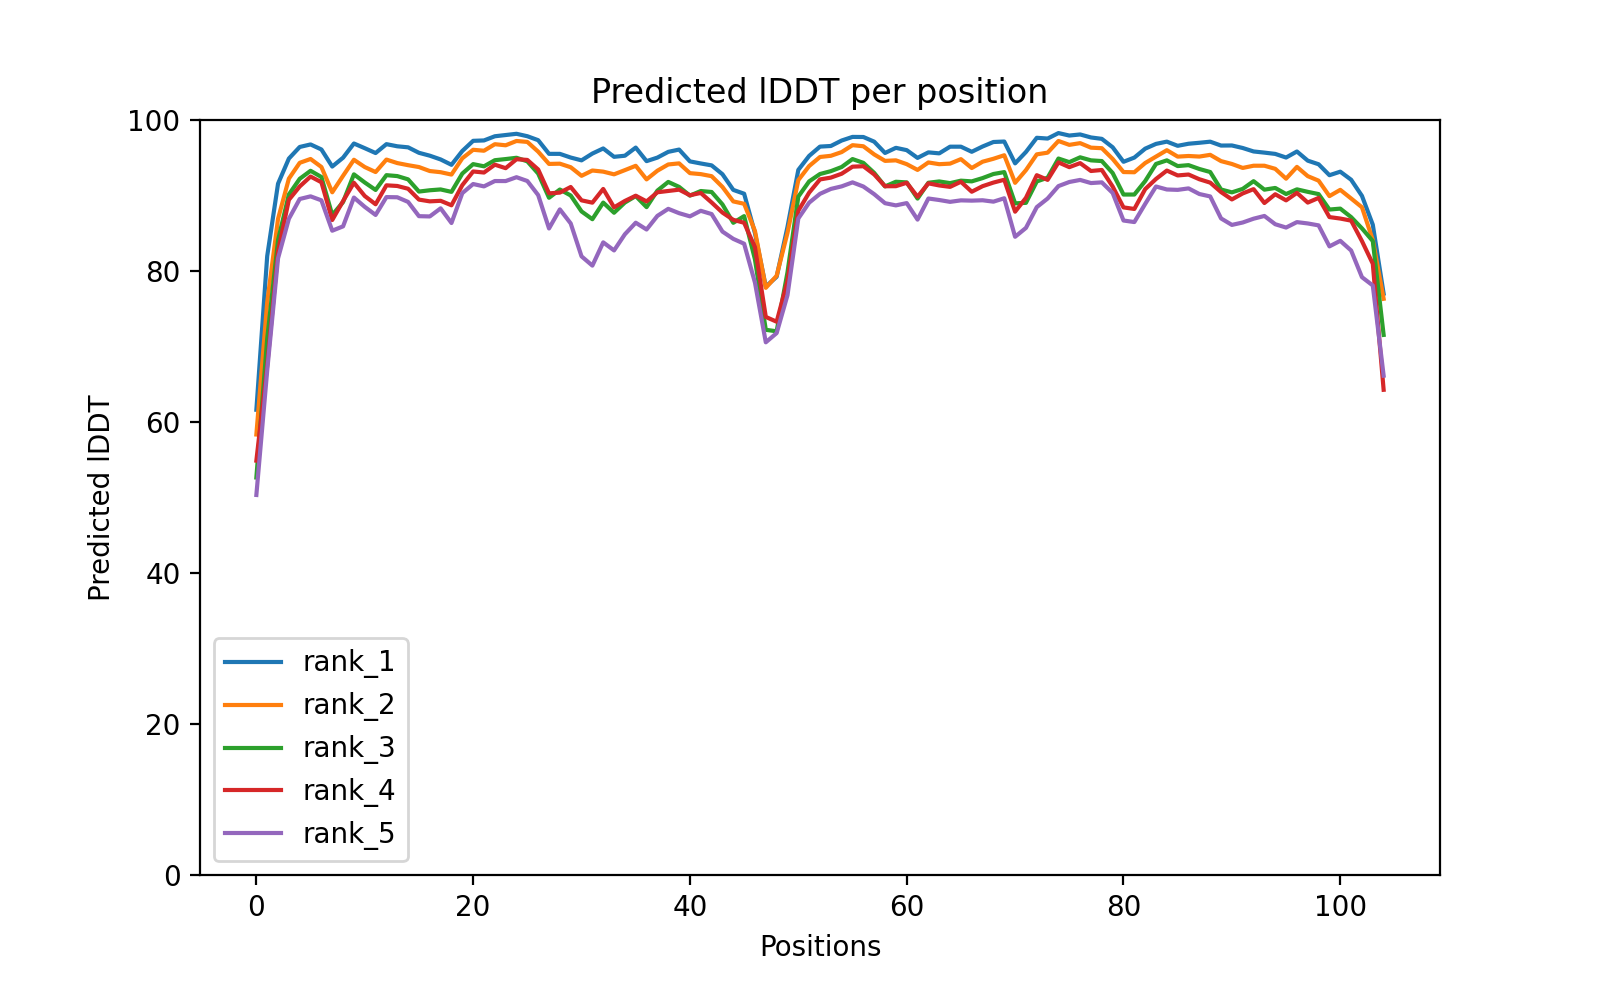 Predicted lDDT per position
100
80
60
40
20
0
Predicted lDDT
rank_1
rank_2
rank_3
rank_4
rank_5
0 20 40 60 80 100
Positions